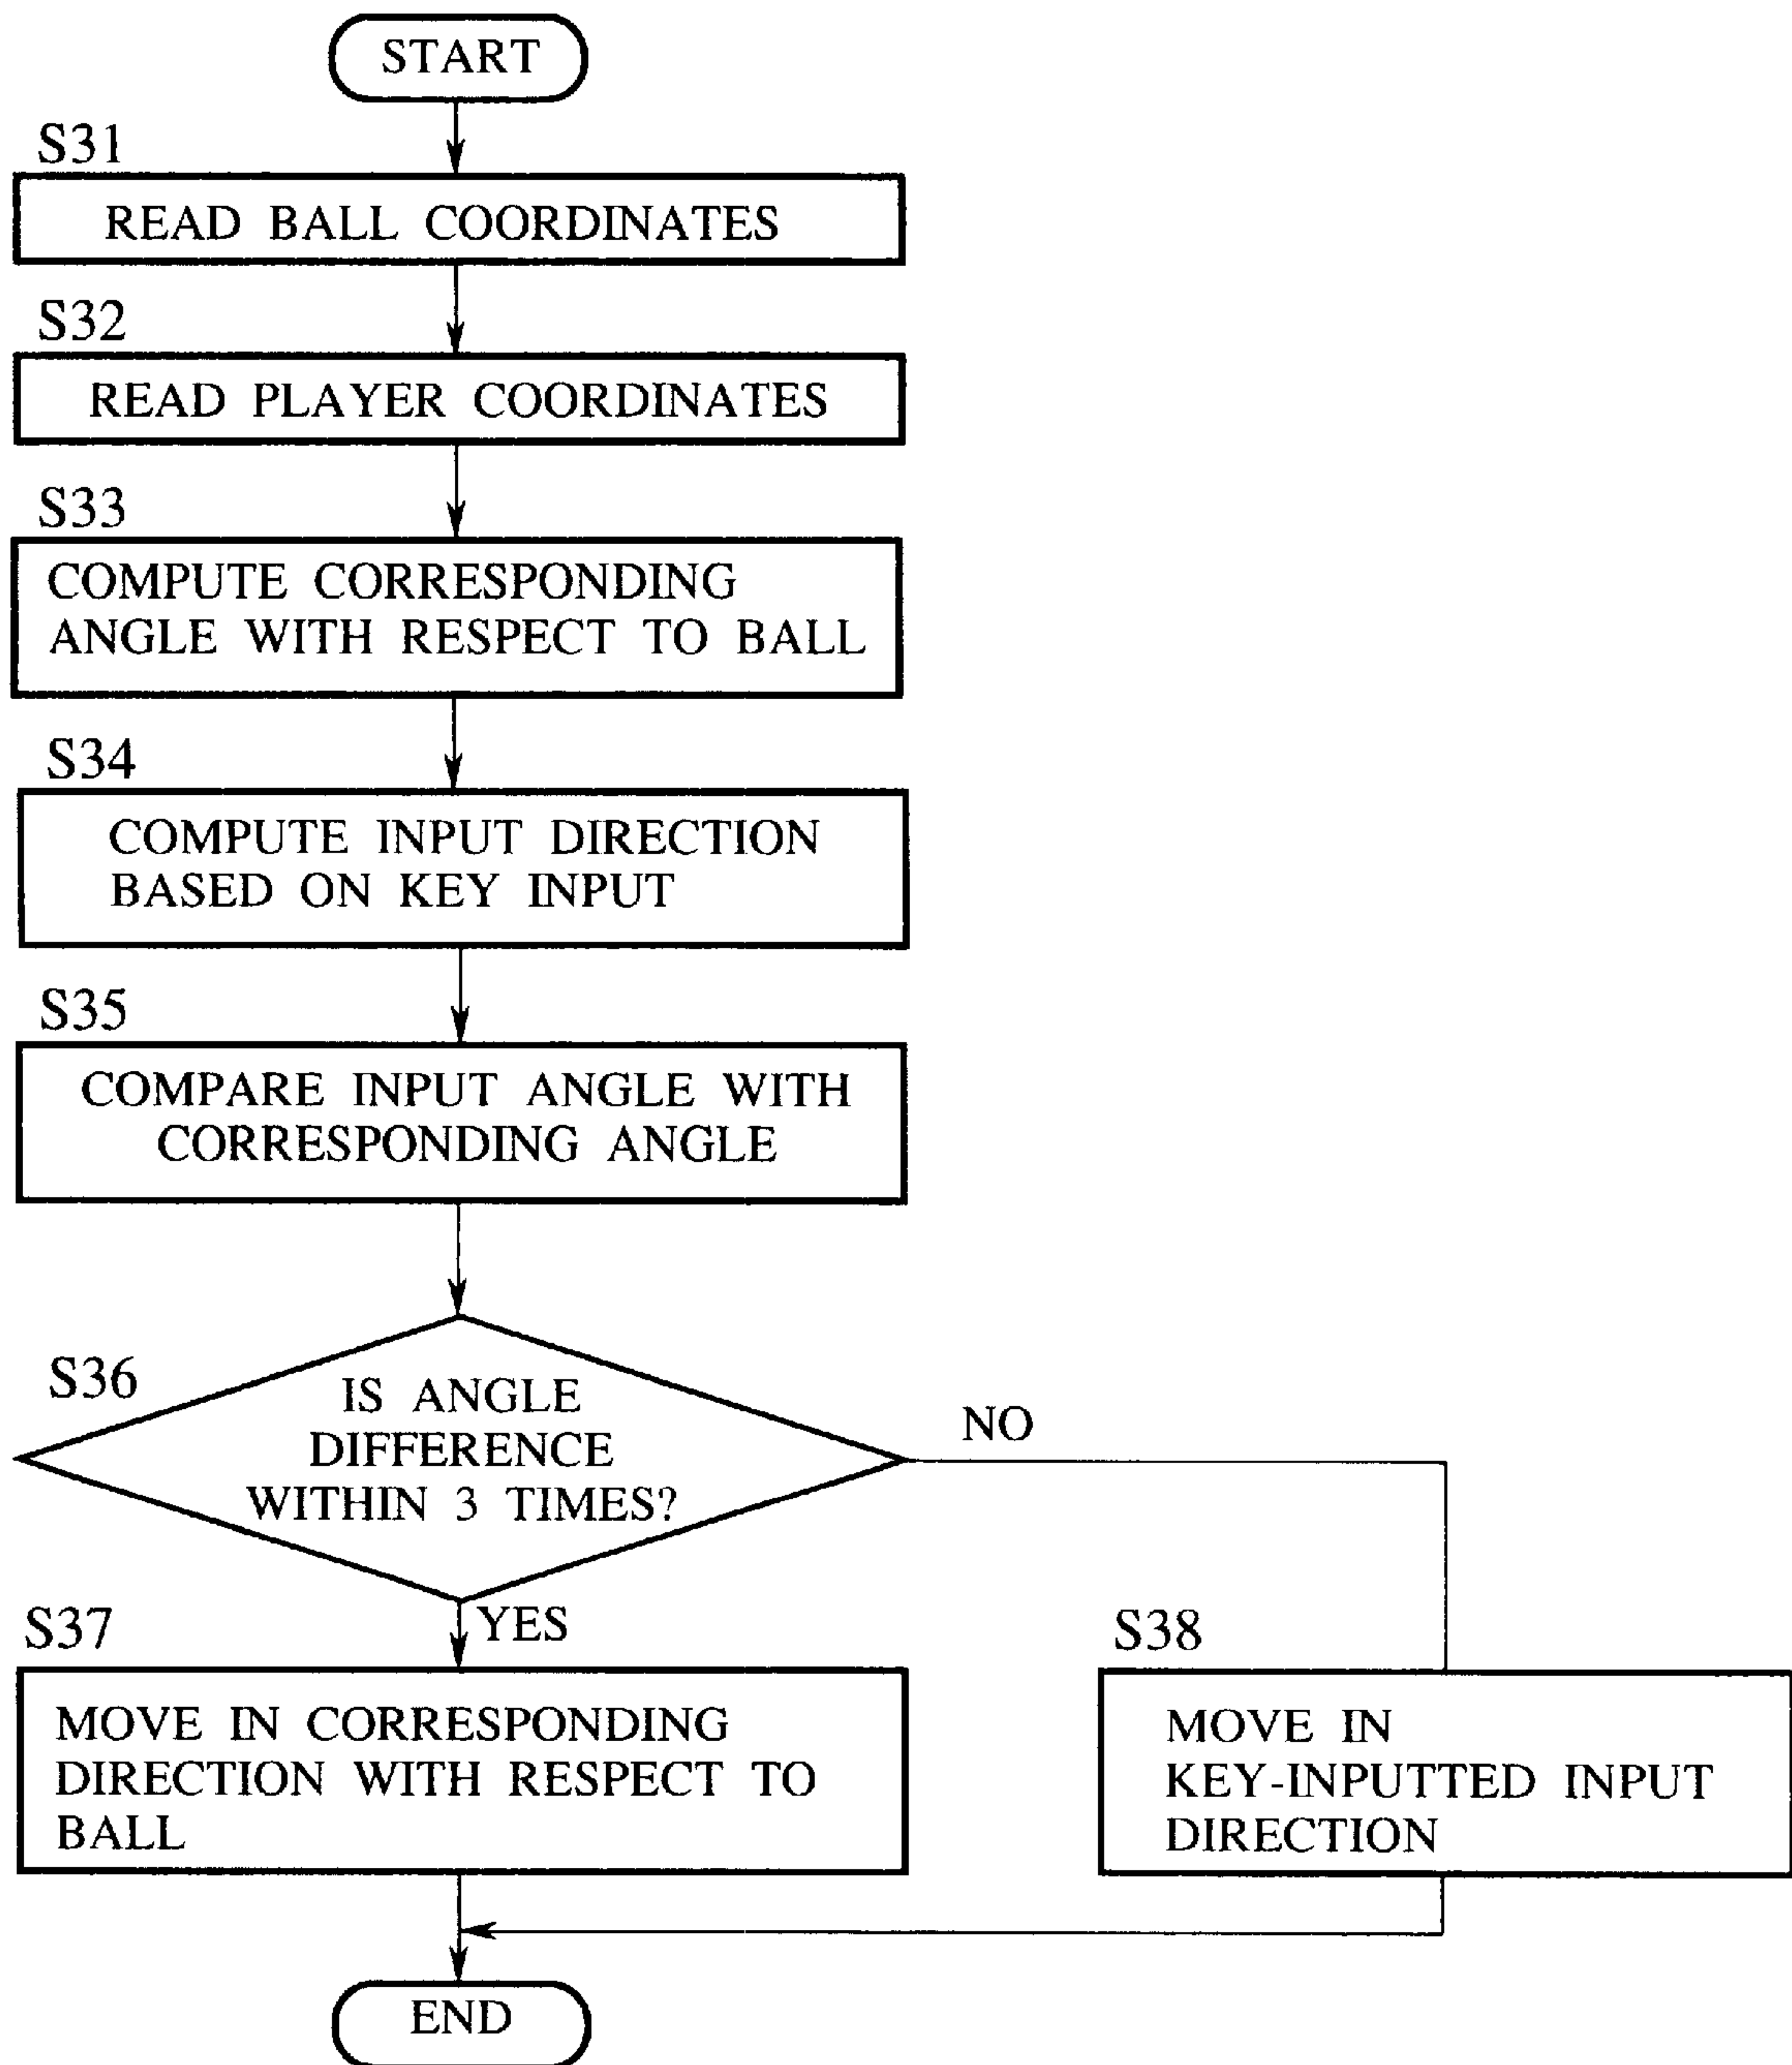 START
S31
READ BALL COORDINATES
S32
READ PLAYER COORDINATES
S33
COMPUTE CORRESPONDING
ANGLE WITH RESPECT TO BALL
S34
COMPUTE INPUT DIRECTION
BASED ON KEY INPUT
S35
COMPARE INPUT ANGLE WITH
CORRESPONDING ANGLE
S36
IS ANGLE
DIFFERENCE
WITHIN 3 TIMES?
NO
YES
S37
MOVE IN CORRESPONDING
DIRECTION WITH RESPECT TO
BALL
S38
MOVE IN
KEY-INPUTTED INPUT
DIRECTION
END